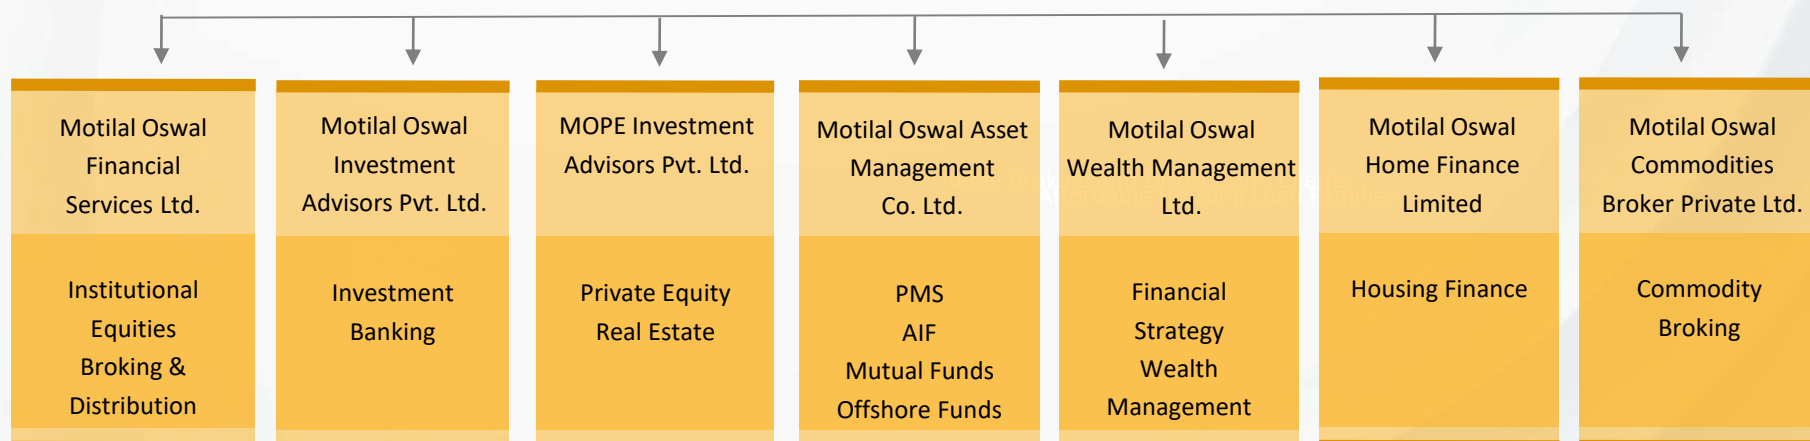 Motilal Oswal
Financial
Services Ltd.
Institutional
Equities
Broking &
Distribution
Motilal Oswal
Investment
Advisors Pvt. Ltd.
Investment
Banking
MOPE Investment
Advisors Pvt. Ltd.
Private Equity
Real Estate
Motilal Oswal Asset
Management
Co. Ltd.
PMS
AIF
Mutual Funds
Offshore Funds
Motilal Oswal
Wealth Management
Ltd.
Financial
Strategy
Wealth
Management
Motilal Oswal
Home Finance
Limited
Housing Finance
Motilal Oswal
Commodities
Broker Private Ltd.
Commodity
Broking